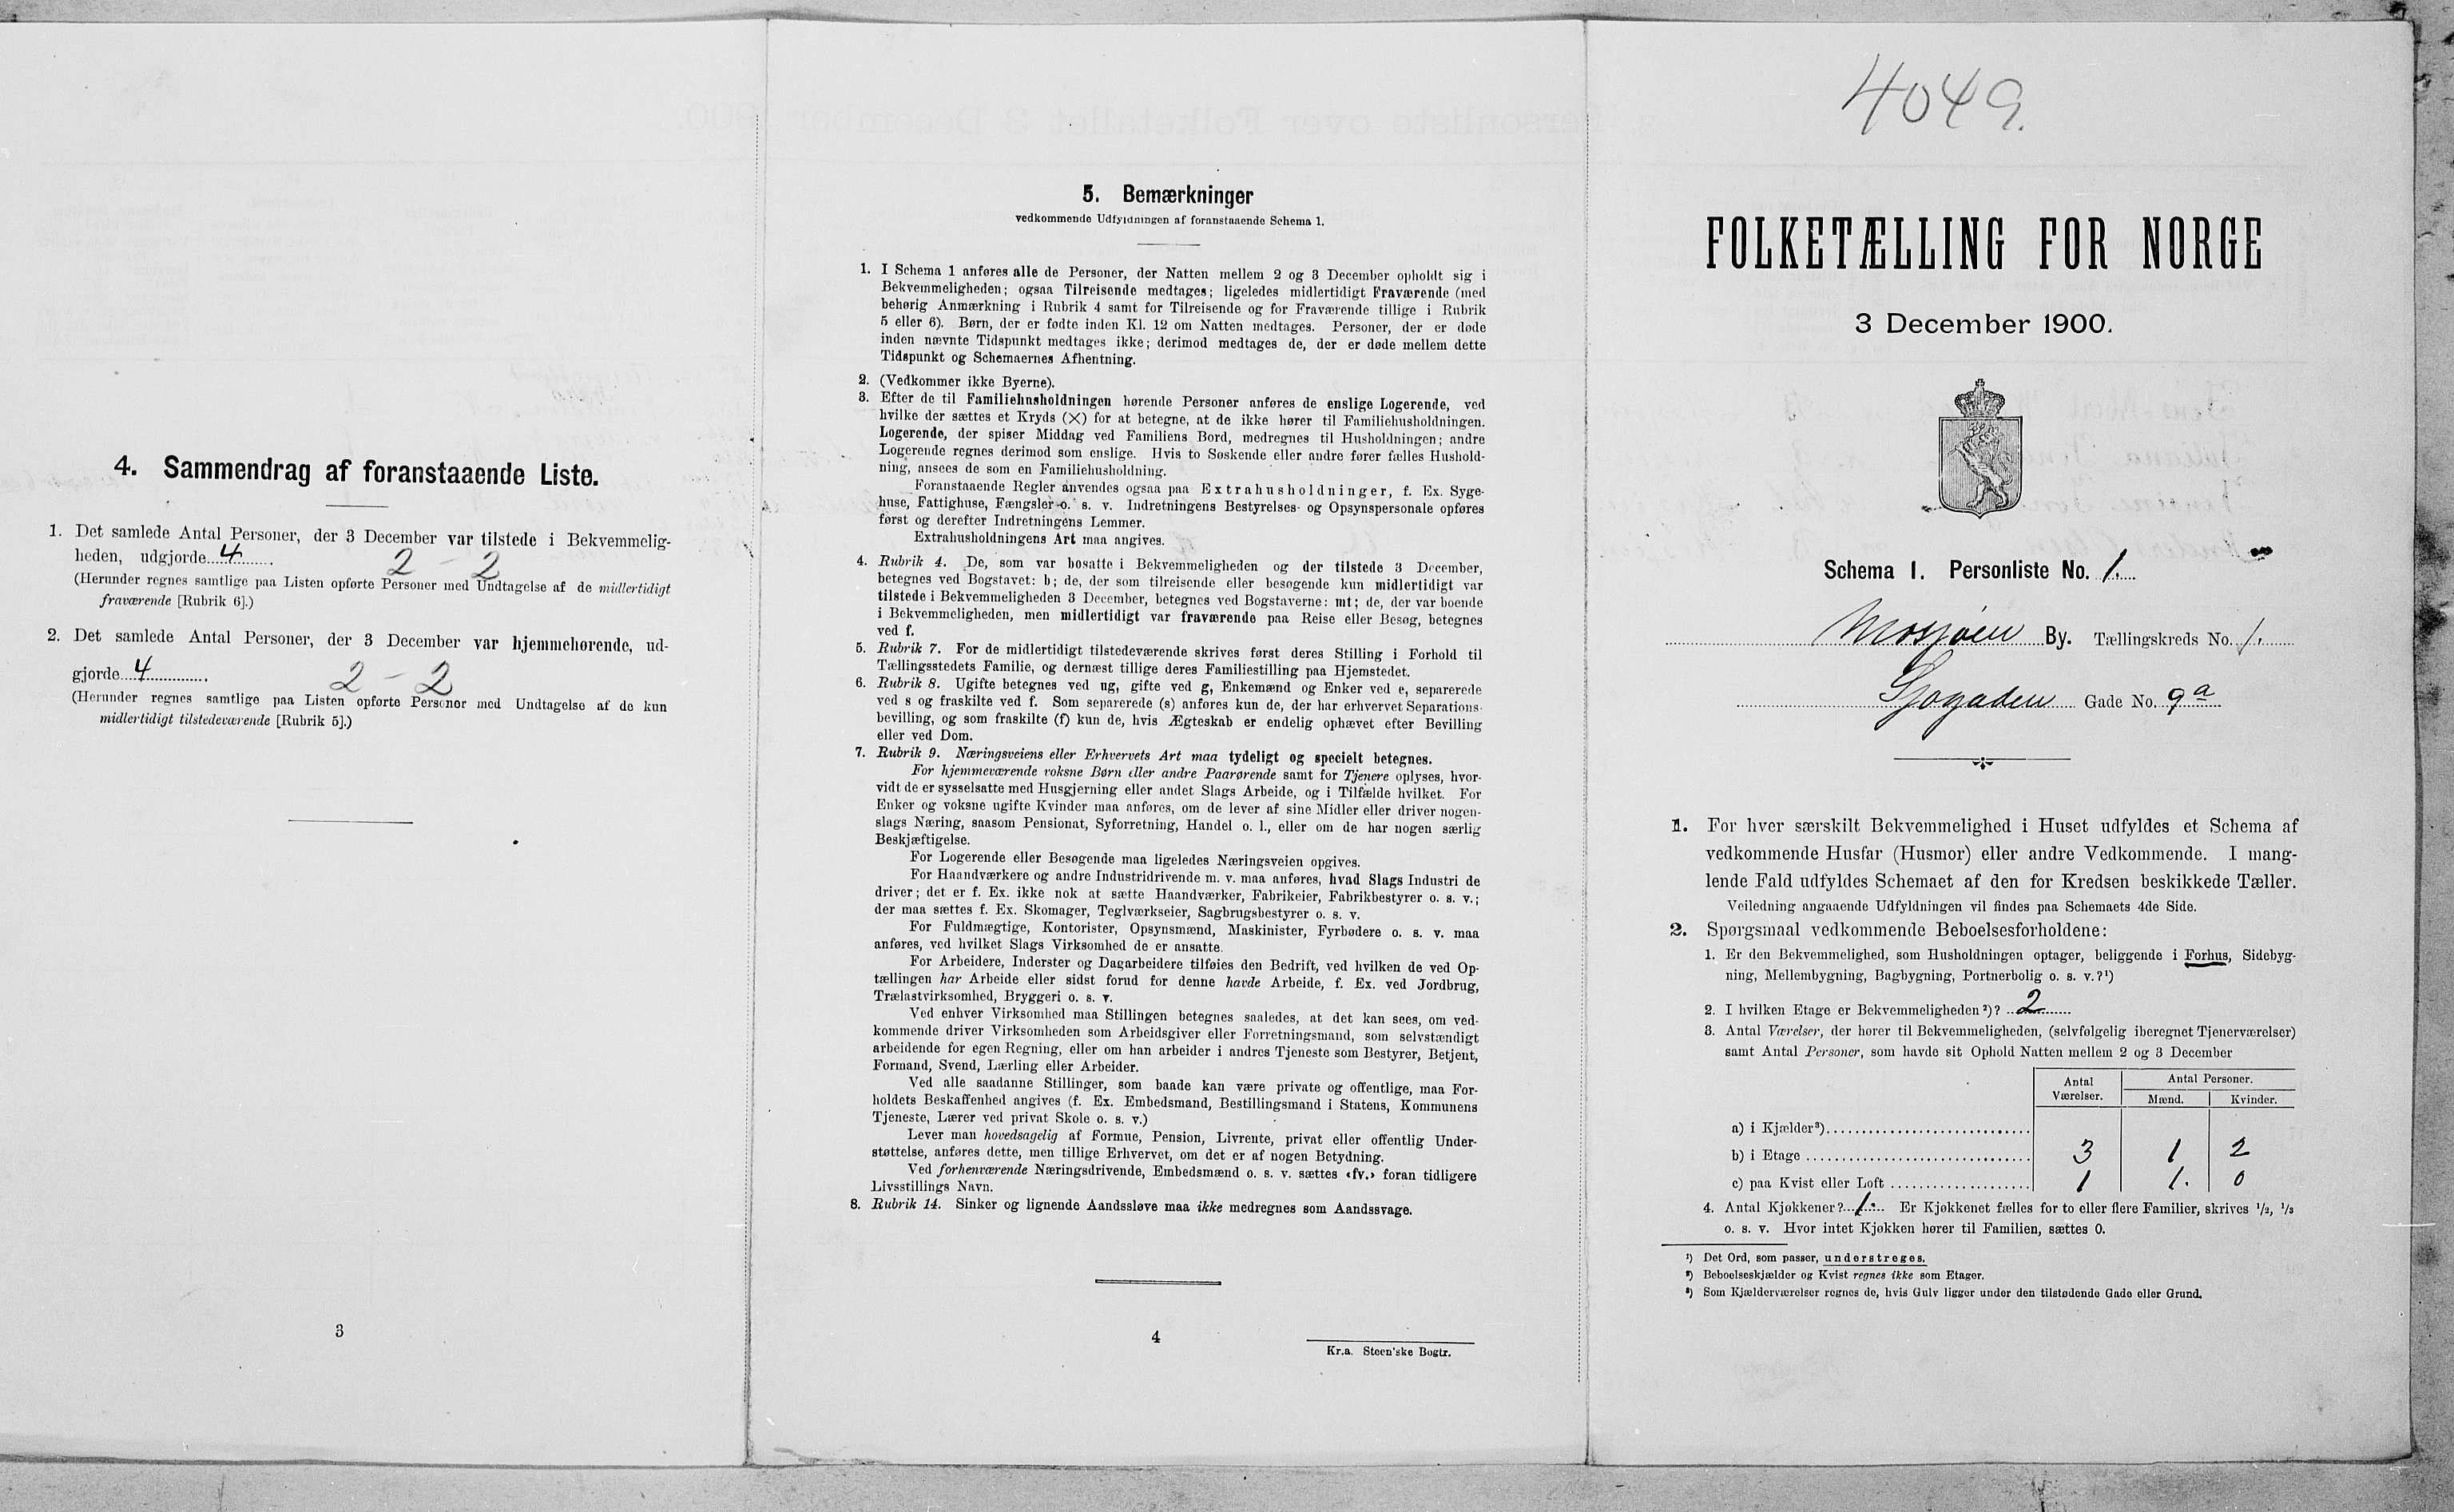 4. Sammendrag af foranstaaende Liste.
1. Det samlede Antal Personer, der 3 December var tilstede i Bekvemmelig-
heden, udgjorde 4
2 - 2
(Herunder regnes samtlige paa Listen opførte Personer med Undtagelse af de midlertidigt
fraværende [Rubrik 6].)
2. Det samlede Antal Personer, der 3 December var hjemmehørende, ud-
gjorde 4
2 - 2
(Herunder regnes samtlige paa Listen opførte Personer med Undtagelse af de kun
midlertidigt tilstedeværende [Rubrik 5].)
3
5. Bemærkninger
vedkommende Udfyldningen af foranstaaende Schema 1.
1. I Schema 1 anføres alle de Personer, der Natten mellem 2 og 3 December opholdt sig i
Bekvemmeligheden; ogsaa Tilreisende medtages; ligeledes midlertidigt Fraværende (med
behørig Anmærkning i Rubrik 4 samt for Tilreisende og for Fraværende tillige i Rubrik
5 eller 6). Børn, der er fødte inden Kl. 12 om Natten medtages. Personer, der er døde
inden nævnte Tidspunkt medtages ikke; derimod medtages de, der er døde mellem dette
Tidspunkt og Schemaernes Afhentning.
2. (Vedkommer ikke Byerne).
3. Efter de til Familiehusholdningen hørende Personer anføres de enslige Logerende, ved
hvilke der sættes et Kryds (×) for at betegne, at de ikke hører til Familiehusholdningen.
Logerende, der spiser Middag ved Familiens Bord, medregnes til Husholdningen; andre
Logerende regnes derimod som enslige. Hvis to Søskende eller andre fører fælles Hushold-
ning, ansees de som en Familiehusholdning.
Foranstaaende Regler anvendes ogsaa paa Extrahusholdninger, f. Ex. Syge-
huse, Fattighuse, Fængsler o. s. v. Indretningens Bestyrelses- og Opsynspersonale opføres
først og derefter Indretningens Lemmer.
Extrahusholdningens Art maa angives.
4. Rubrik 4. De, som var bosatte i Bekvemmeligheden og der tilstede 3 December,
betegnes ved Bogstavet: b; de, der som tilreisende eller besøgende kun midlertidigt var
tilstede i Bekvemmeligheden 3 December, betegnes ved Bogstaverne: mt; de, der var boende
i Bekvemmeligheden, men midlertidigt var fraværende paa Reise eller Besøg, betegnes
ved f.
5. Rubrik 7. For de midlertidigt tilstedeværende skrives først deres Stilling i Forhold til
Tællingsstedets Familie, og dernæst tillige deres Familiestilling paa Hjemstedet.
6. Rubrik 8. Ugifte betegnes ved ug, gifte ved g, Enkemænd og Enker ved e, separerede
ved s og fraskilte ved f. Som separerede (s) anføres kun de, der har erhvervet Separations-
bevilling, og som fraskilte (f) kun de, hvis Ægteskab er endelig ophævet efter Bevilling
eller ved Dom.
7. Rubrik 9. Næringsveiens eller Erhvervets Art maa tydeligt og specielt betegnes.
For hjemmeværende voksne Børn eller andre Paarørende samt for Tjenere oplyses, hvor-
vidt de er sysselsatte med Husgjerning eller andet Slags Arbeide, og i Tilfælde hvilket. For
Enker og voksne ugifte Kvinder maa anføres, om de lever af sine Midler eller driver nogen-
slags Næring, saasom Pensionat, Syforretning, Handel o. l., eller om de har nogen særlig
Beskjæftigelse.
For Logerende eller Besøgende maa ligeledes Næringsveien opgives.
For Haandværkere og andre Industridrivende m. v. maa anføres, hvad Slags Industri de
driver; det er f. Ex. ikke nok at sætte Haandværker, Fabrikeier, Fabrikbestyrer o. s. v.;
der maa sættes f. Ex. Skomager, Teglværkseier, Sagbrugsbestyrer o. s. v.
For Fuldmægtige, Kontorister, Opsynsmænd, Maskinister, Fyrbødere o. s. v. maa
anføres, ved hvilket Slags Virksomhed de er ansatte.
For Arbeidere, Inderster og Dagarbeidere tilføies den Bedrift, ved hvilken de ved Op-
tællingen har Arbeide eller sidst forud for denne havde Arbeide, f. Ex. ved Jordbrug,
Trælastvirksomhed, Bryggeri o. s. v.
Ved enhver Virksomhed maa Stillingen betegnes saaledes, at det kan sees, om ved-
kommende driver Virksomheden som Arbeidsgiver eller Forretningsmand, som selvstændigt
arbeidende for egen Regning, eller om han arbeider i andres Tjeneste som Bestyrer, Betjent,
Formand, Svend, Lærling eller Arbeider.
Ved alle saadanne Stillinger, som baade kan være private og offentlige, maa For-
holdets Beskaffenhed angives (f. Ex. Embedsmand, Bestillingsmand i Statens, Kommunens
Tjeneste, Lærer ved privat Skole o. s. v.)
Lever man hovedsagelig af Formue, Pension, Livrente, privat eller offentlig Under-
støttelse, anføres dette, men tillige Erhvervet, om det er af nogen Betydning.
Ved forhenværende Næringsdrivende, Embedsmænd o. s. v. sættes «fv.» foran tidligere
Livsstillings Navn.
8. Rubrik 14. Sinker og lignende Aandssløve maa ikke medregnes som Aandssvage.
4
Kr.a. Steen'ske Bogtr.
4049.
FOLKETÆLLING FOR NORGE
3 December 1900.
Schema 1. Personliste No. 1.
Mosjøen By. Tællingskreds No. 1.
Sjøgaden Gade No. 9a
1. For hver særskilt Bekvemmelighed i Huset udfyldes et Schema af
vedkommende Husfar (Husmor) eller andre Vedkommende. I mang-
lende Fald udfyldes Schemaet af den for Kredsen beskikkede Tæller.
Veiledning angaaende Udfyldningen vil findes paa Schemaets 4de Side.
2. Spørgsmaal vedkommende Beboelsesforholdene:
1. Er den Bekvemmelighed, som Husholdningen optager, beliggende i Forhus, Sidebyg-
ning, Mellembygning, Bagbygning, Portnerbolig o. s. v.?¹)
2. I hvilken Etage er Bekvemmeligheden²)? 2
3. Antal Værelser, der hører til Bekvemmeligheden, (selvfølgelig iberegnet Tjenerværelser)
samt Antal Personer, som havde sit Ophold Natten mellem 2 og 3 December
Antal Værelser. Antal Personer.
Mænd. Kvinder.
a) i Kjælder³)
b) i Etage 3 1 2
c) paa Kvist eller Loft 1 1. 0
4. Antal Kjøkkener? 1. Er Kjøkkenet fælles for to eller flere Familier, skrives ¹/₂, ¹/₃
o. s. v. Hvor intet Kjøkken hører til Familien, sættes 0.
¹) Det Ord, som passer, understreges.
²) Beboelseskjælder og Kvist regnes ikke som Etager.
³) Som Kjælderværelser regnes de, hvis Gulv ligger under den tilstødende Gade eller Grund.